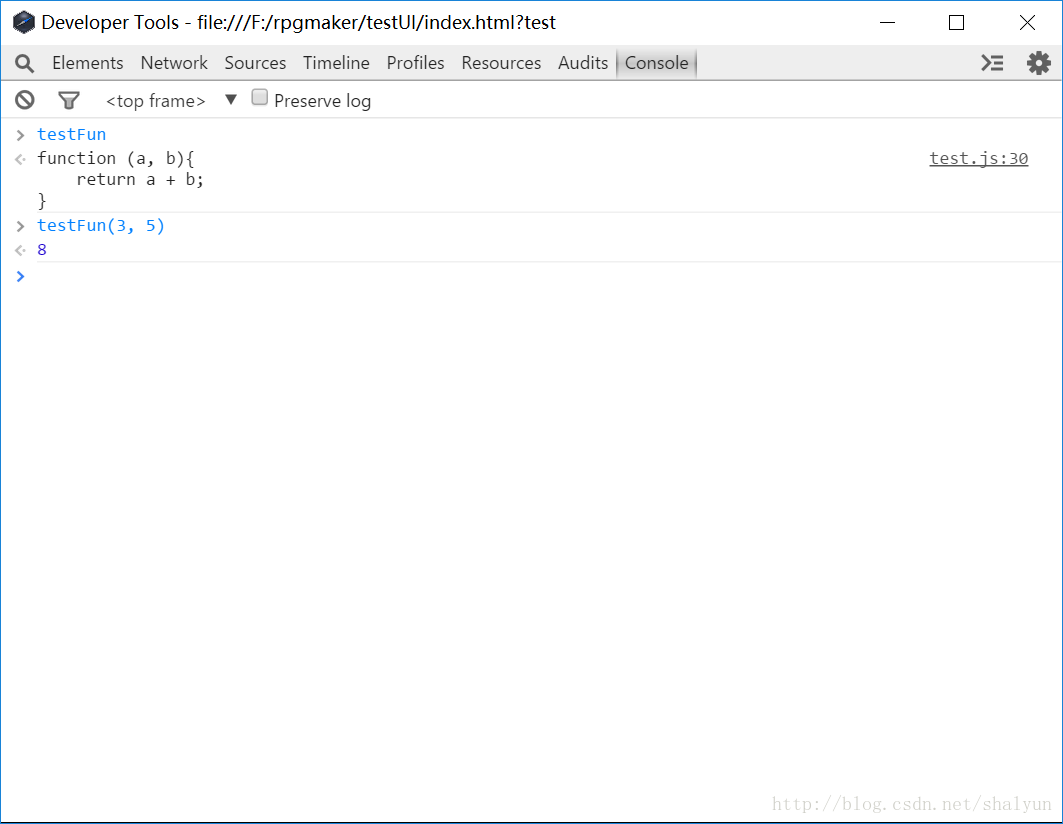 Developer Tools - file:///F:/rpgmaker/testUI/index.html?test
Elements Network Sources Timeline Profiles Resources Audits Console
<top frame> ▼ Preserve log
> testFun
function (a, b){ test.js:30
    return a + b;
}
> testFun(3, 5)
8
>
http://blog.csdn.net/shalyun